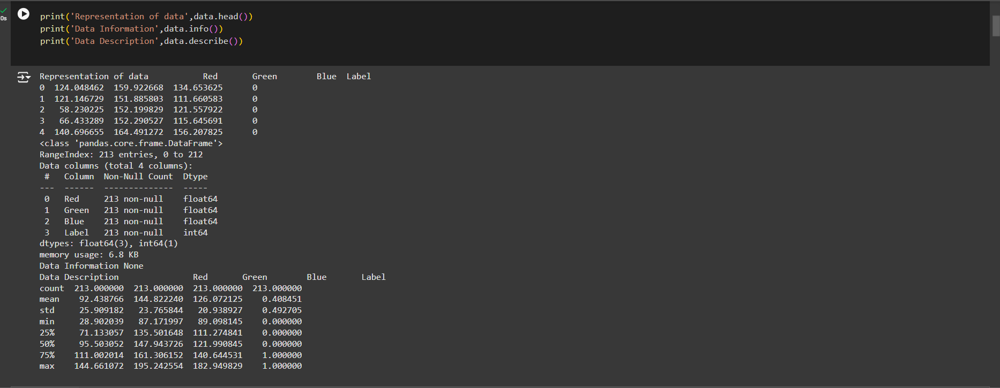 0s
print('Representation of data',data.head())
print('Data Information',data.info())
print('Data Description',data.describe())
Representation of data           Red       Green        Blue  Label
0  124.048462  159.922668  134.653625      0
1  121.146729  151.885803  111.660583      0
2   58.230225  152.199829  121.557922      0
3   66.433289  152.290527  115.645691      0
4  140.696655  164.491272  156.207825      0
<class 'pandas.core.frame.DataFrame'>
RangeIndex: 213 entries, 0 to 212
Data columns (total 4 columns):
 #   Column  Non-Null Count  Dtype
---  ------  --------------  -----
 0   Red     213 non-null    float64
 1   Green   213 non-null    float64
 2   Blue    213 non-null    float64
 3   Label   213 non-null    int64
dtypes: float64(3), int64(1)
memory usage: 6.8 KB
Data Information None
Data Description               Red       Green        Blue       Label
count  213.000000  213.000000  213.000000  213.000000
mean    92.438766  144.822240  126.072125    0.408451
std     25.909182   23.765844   20.938927    0.492705
min     28.902039   87.171997   89.098145    0.000000
25%     71.133057  135.501648  111.274841    0.000000
50%     95.503052  147.943726  121.990845    0.000000
75%    111.002014  161.306152  140.644531    1.000000
max    144.661072  195.242554  182.949829    1.000000